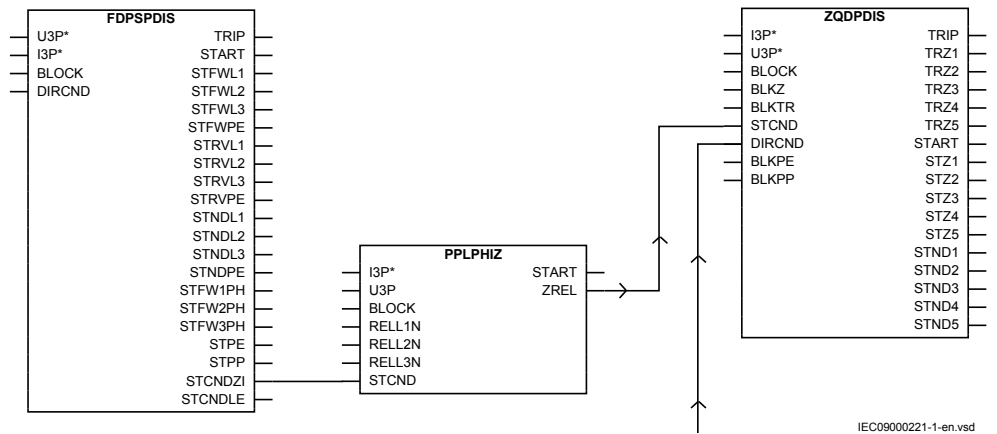 FDPSPDIS
U3P*
I3P*
BLOCK
DIRCND
TRIP
START
STFWL1
STFWL2
STFWL3
STFWPE
STRVL1
STRVL2
STRVL3
STRVPE
STNDL1
STNDL2
STNDL3
STNDPE
STFW1PH
STFW2PH
STFW3PH
STPE
STPP
STCNDZI
STCNDLE
PPLPHIZ
I3P*
U3P
BLOCK
RELL1N
RELL2N
RELL3N
STCND
START
ZREL
ZQDPDIS
I3P*
U3P*
BLOCK
BLKZ
BLKTR
STCND
DIRCND
BLKPE
BLKPP
TRIP
TRZ1
TRZ2
TRZ3
TRZ4
TRZ5
START
STZ1
STZ2
STZ3
STZ4
STZ5
STND1
STND2
STND3
STND4
STND5
IEC09000221-1-en.vsd